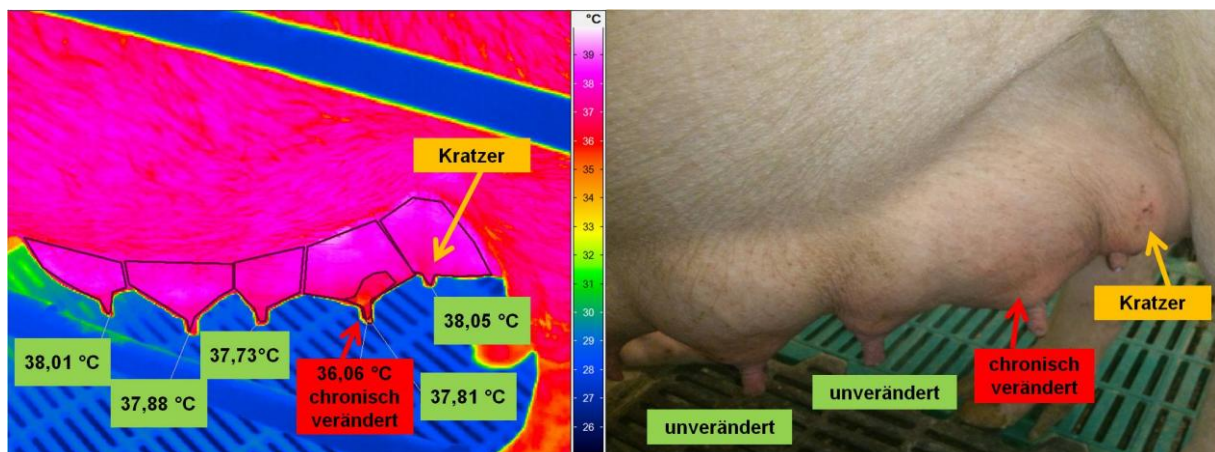 °C
39
38
37
36
35
34
33
32
31
30
29
28
27
26
Kratzer
38,05 °C
38,01 °C
37,73°C
37,88 °C
36,06 °C
chronisch
verändert
37,81 °C
Kratzer
chronisch
verändert
unverändert
unverändert